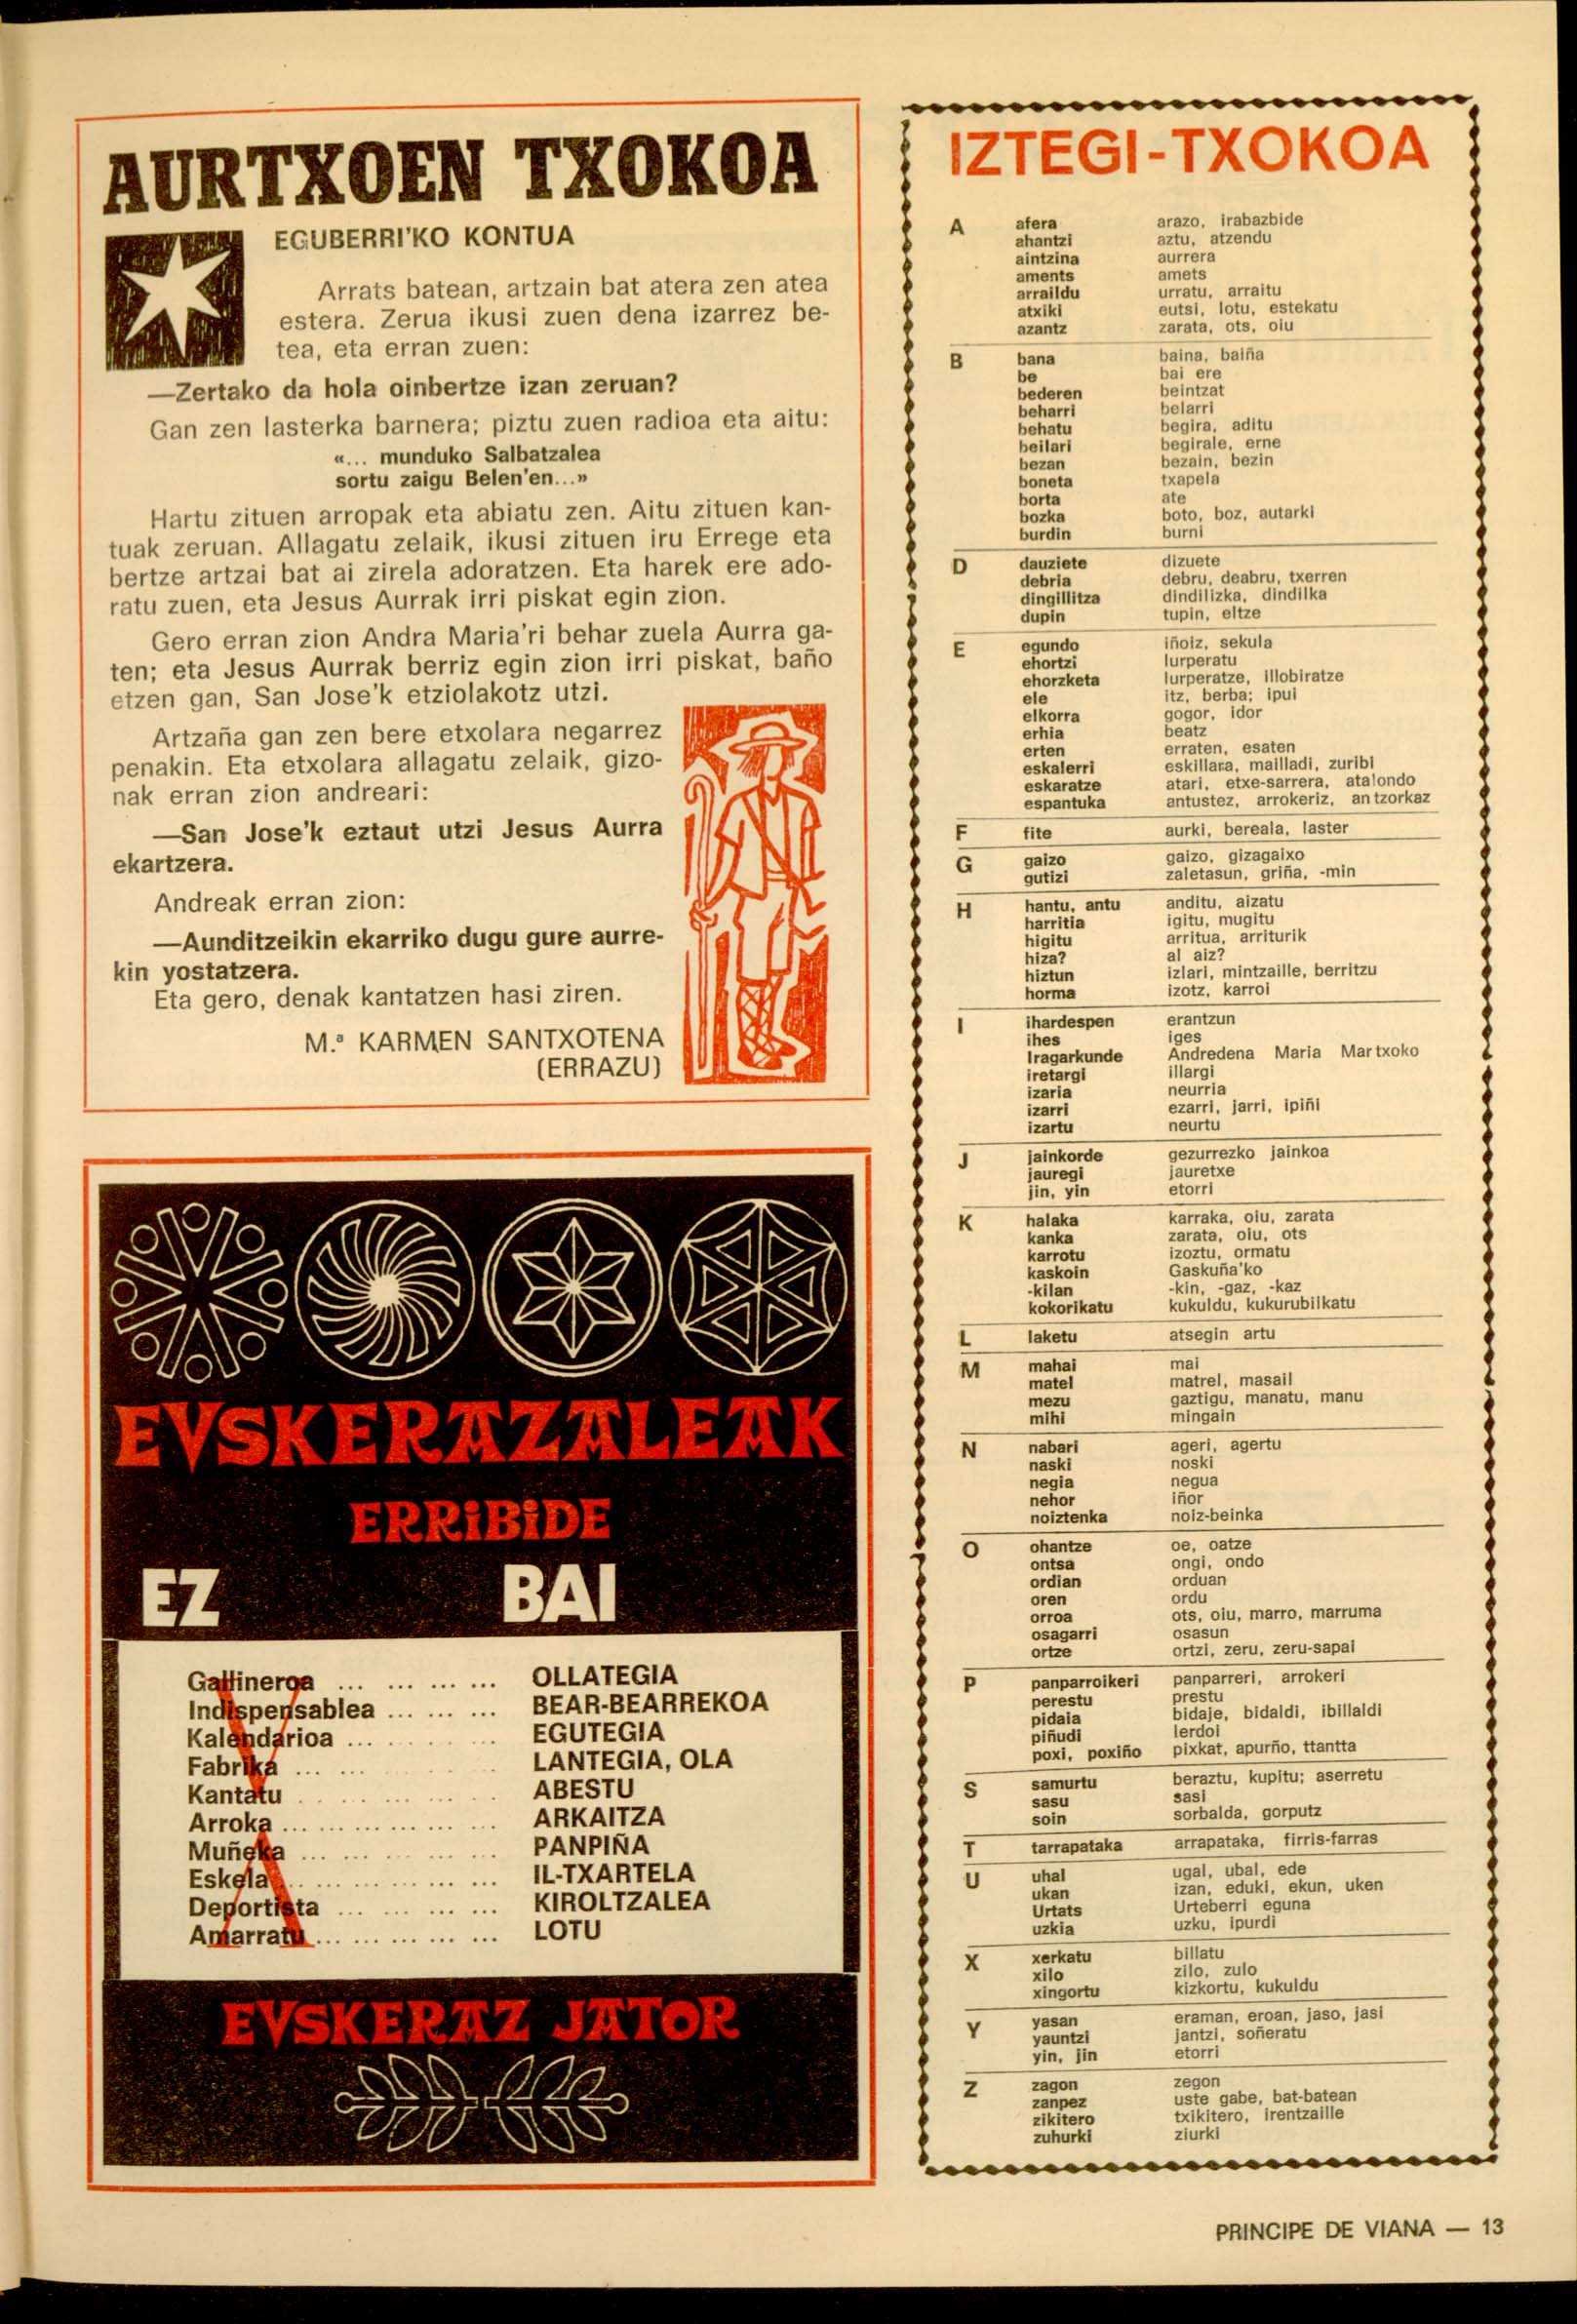 AURTXOEN TXOKOA
EGUBERRI'KO KONTUA
Arrats batean, artzain bat atera zen atea
estera. Zerua ikusi zuen dena izarrez be-
tea, eta erran zuen:
—Zertako da hola oinbertze izan zeruan?
Gan zen lasterka barnera; piztu zuen radioa eta aitu:
«... munduko Salbatzalea
sortu zaigu Belen'en...»
Hartu zituen arropak eta abiatu zen. Aitu zituen kan-
tuak zeruan. Allagatu zelaik, ikusi zituen iru Errege eta
bertze artzai bat ai zirela adoratzen. Eta harek ere ado-
ratu zuen, eta Jesus Aurrak irri piskat egin zion.
Gero erran zion Andra Maria'ri behar zuela Aurra ga-
ten; eta Jesus Aurrak berriz egin zion irri piskat, baño
etzen gan, San Jose'k etziolakotz utzi.
Artzaña gan zen bere etxolara negarrez
penakin. Eta etxolara allagatu zelaik, gizo-
nak erran zion andreari:
—San Jose'k eztaut utzi Jesus Aurra
ekartzera.
Andreak erran zion:
—Aunditzeikin ekarriko dugu gure aurre-
kin yostatzera.
Eta gero, denak kantatzen hasi ziren.
M.ª KARMEN SANTXOTENA
(ERRAZU)
EVSKERAZALEAK
ERRIBIDE
EZ BAI
Gallineroa ... ... ... ... OLLATEGIA
Indispensablea ... ... ... BEAR-BEARREKOA
Kalendarioa ... ... ... ... EGUTEGIA
Fabrika ... ... ... ... ... LANTEGIA, OLA
Kantatu ... ... ... ... ... ABESTU
Arroka ... ... ... ... ... ... ARKAITZA
Muñeka ... ... ... ... ... PANPIÑA
Eskela ... ... ... ... ... ... IL-TXARTELA
Deportista ... ... ... ... KIROLTZALEA
Amarratu ... ... ... ... ... LOTU
EVSKERAZ JATOR
IZTEGI-TXOKOA
A afera arazo, irabazbide
ahantzi aztu, atzendu
aintzina aurrera
aments amets
arraildu urratu, arraitu
atxiki eutsi, lotu, estekatu
azantz zarata, ots, oiu
B bana baina, baiña
be bai ere
bederen beintzat
beharri belarri
behatu begira, aditu
beilari begirale, erne
bezan bezain, bezin
boneta txapela
borta ate
bozka boto, boz, autarki
burdin burni
D dauziete dizuete
debria debru, deabru, txerren
dingillitza dindilizka, dindilka
dupin tupin, eltze
E egundo iñoiz, sekula
ehortzi lurperatu
ehorzketa lurperatze, illobiratze
ele itz, berba; ipui
elkorra gogor, idor
erhia beatz
erten erraten, esaten
eskalerri eskillara, mailladi, zuribi
eskaratze atari, etxe-sarrera, atalondo
espantuka antustez, arrokeriz, antzorkaz
F fite aurki, bereala, laster
G gaizo gaizo, gizagaixo
gutizi zaletasun, griña, -min
H hantu, antu anditu, aizatu
harritia igitu, mugitu
higitu arritua, arriturik
hiza? al aiz?
hiztun izlari, mintzaille, berritzu
horma izotz, karroi
I ihardespen erantzun
ihes iges
Iragarkunde Andredena Maria Martxoko
iretargi illargi
izaria neurria
izarri ezarri, jarri, ipiñi
izartu neurtu
J jainkorde gezurrezko jainkoa
jauregi jauretxe
jin, yin etorri
K halaka karraka, oiu, zarata
kanka zarata, oiu, ots
karrotu izoztu, ormatu
kaskoin Gaskuña'ko
-kilan -kin, -gaz, -kaz
kokorikatu kukuldu, kukurubilkatu
L laketu atsegin artu
M mahai mai
matel matrel, masail
mezu gaztigu, manatu, manu
mihi mingain
N nabari ageri, agertu
naski noski
negia negua
nehor iñor
noiztenka noiz-beinka
O ohantze oe, oatze
ontsa ongi, ondo
ordian orduan
oren ordu
orroa ots, oiu, marro, marruma
osagarri osasun
ortze ortzi, zeru, zeru-sapai
P panparroikeri panparreri, arrokeri
perestu prestu
pidaia bidaje, bidaldi, ibillaldi
piñudi lerdoi
poxi, poxiño pixkat, apurño, ttantta
S samurtu beraztu, kupitu; aserretu
sasu sasi
soin sorbalda, gorputz
T tarrapataka arrapataka, firris-farras
U uhal ugal, ubal, ede
ukan izan, eduki, ekun, uken
Urtats Urteberri eguna
uzkia uzku, ipurdi
X xerkatu billatu
xilo zilo, zulo
xingortu kizkortu, kukuldu
Y yasan eraman, eroan, jaso, jasi
yauntzi jantzi, soñeratu
yin, jin etorri
Z zagon zegon
zanpez uste gabe, bat-batean
zikitero txikitero, irentzaille
zuhurki ziurki
PRINCIPE DE VIANA — 13